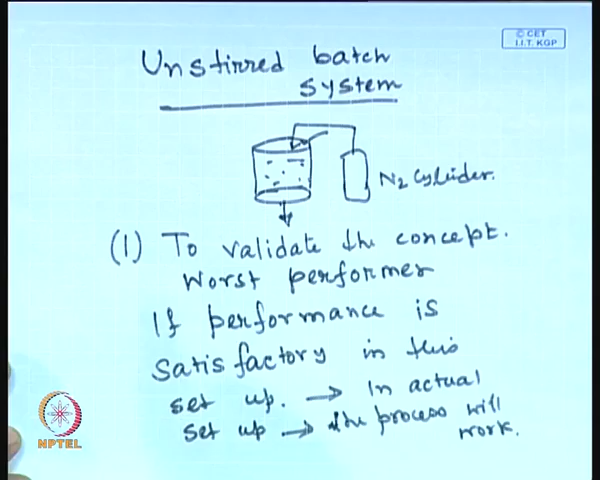 © CET
I.I.T. KGP
Unstirred batch
system
N2 Cylinder.
(1) To validate the concept.
Worst performer
If performance is
satisfactory in this
set up. → In actual
set up → the process will
work.
NPTEL